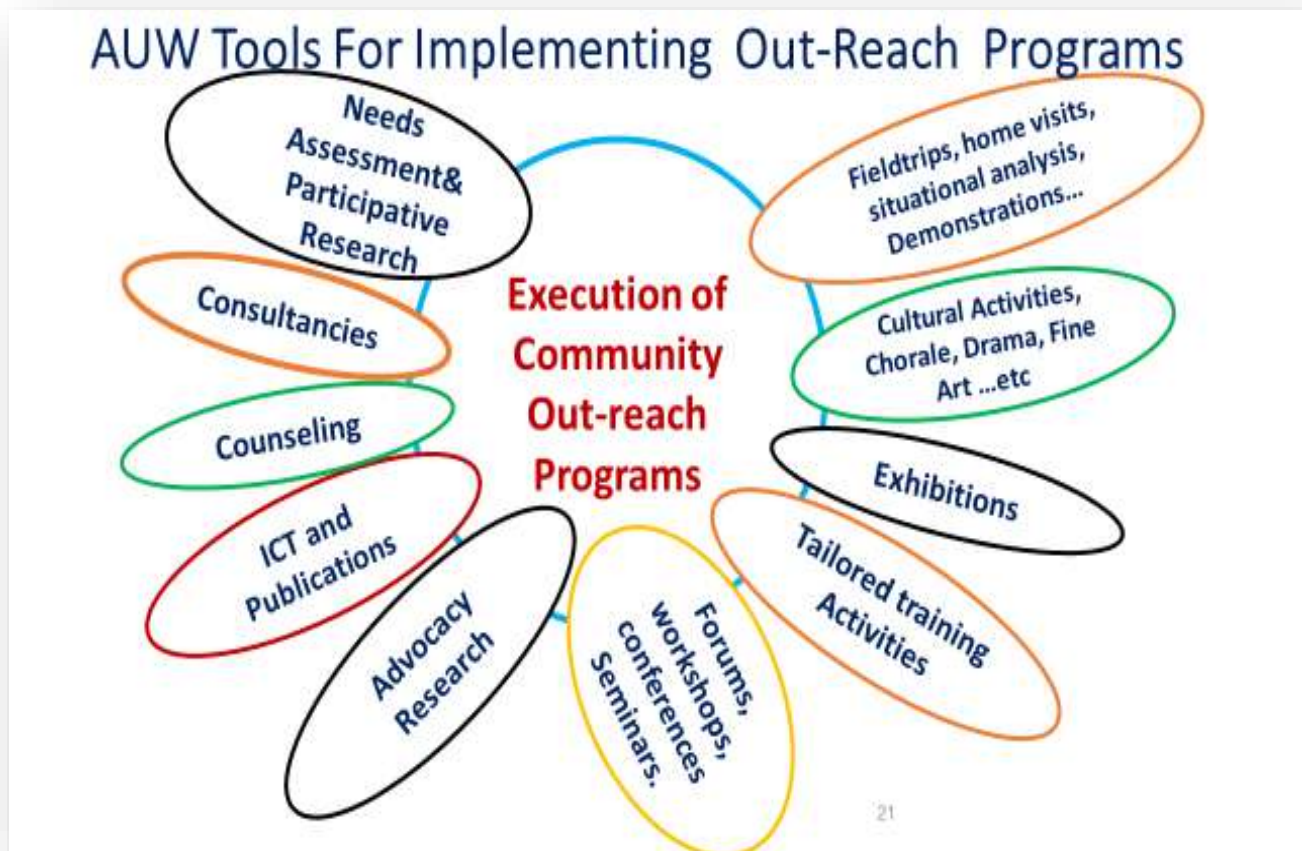 AUW Tools For Implementing Out-Reach Programs
Needs
Assessment&
Participative
Research
Consultancies
Counseling
ICT and
Publications
Advocacy
Research
Forums,
workshops,
conferences
Seminars.
Tailored training
Activities
Exhibitions
Cultural Activities,
Chorale, Drama, Fine
Art ...etc
Fieldtrips, home visits,
situational analysis,
Demonstrations...
Execution of
Community
Out-reach
Programs
21